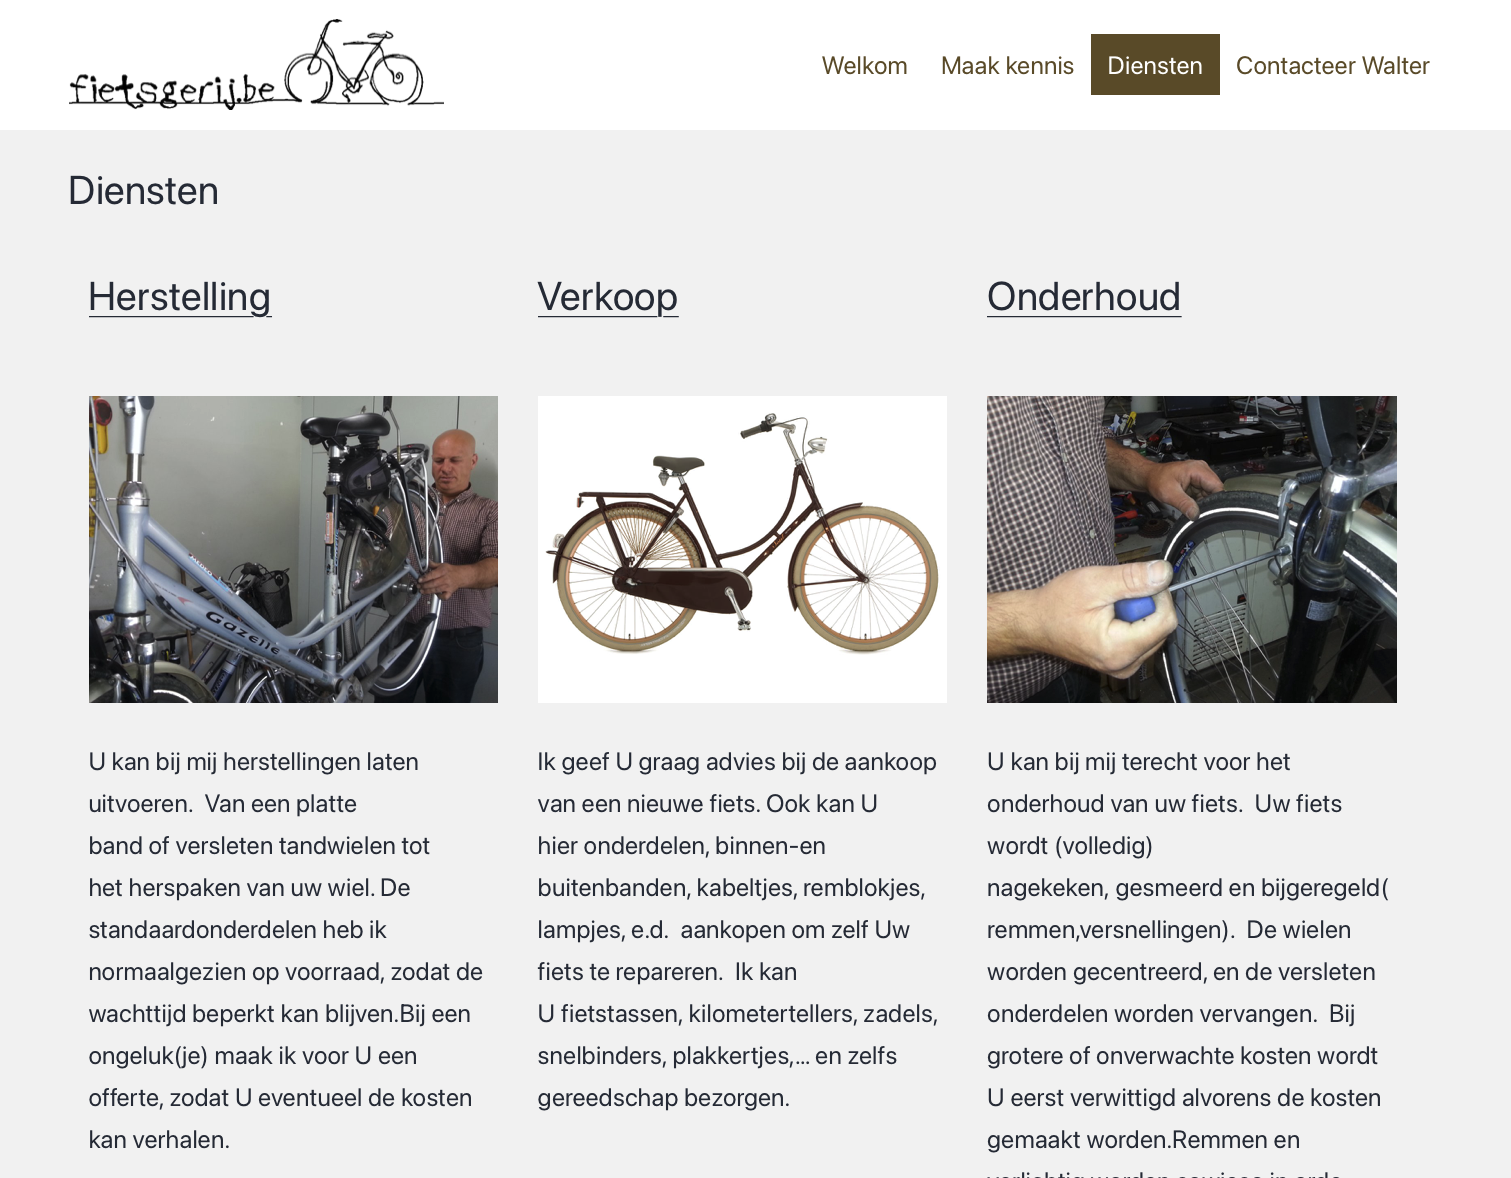 fietsgerij.be
Welkom
Maak kennis
Diensten
Contacteer Walter
Diensten
Herstelling
Gazelle
U kan bij mij herstellingen laten
uitvoeren.  Van een platte
band of versleten tandwielen tot
het herspaken van uw wiel. De
standaardonderdelen heb ik
normaalgezien op voorraad, zodat de
wachttijd beperkt kan blijven.Bij een
ongeluk(je) maak ik voor U een
offerte, zodat U eventueel de kosten
kan verhalen.
Verkoop
Ik geef U graag advies bij de aankoop
van een nieuwe fiets. Ook kan U
hier onderdelen, binnen-en
buitenbanden, kabeltjes, remblokjes,
lampjes, e.d.  aankopen om zelf Uw
fiets te repareren.  Ik kan
U fietstassen, kilometertellers, zadels,
snelbinders, plakkertjes,... en zelfs
gereedschap bezorgen.
Onderhoud
U kan bij mij terecht voor het
onderhoud van uw fiets.  Uw fiets
wordt (volledig)
nagekeken, gesmeerd en bijgeregeld(
remmen,versnellingen).  De wielen
worden gecentreerd, en de versleten
onderdelen worden vervangen.  Bij
grotere of onverwachte kosten wordt
U eerst verwittigd alvorens de kosten
gemaakt worden.Remmen en